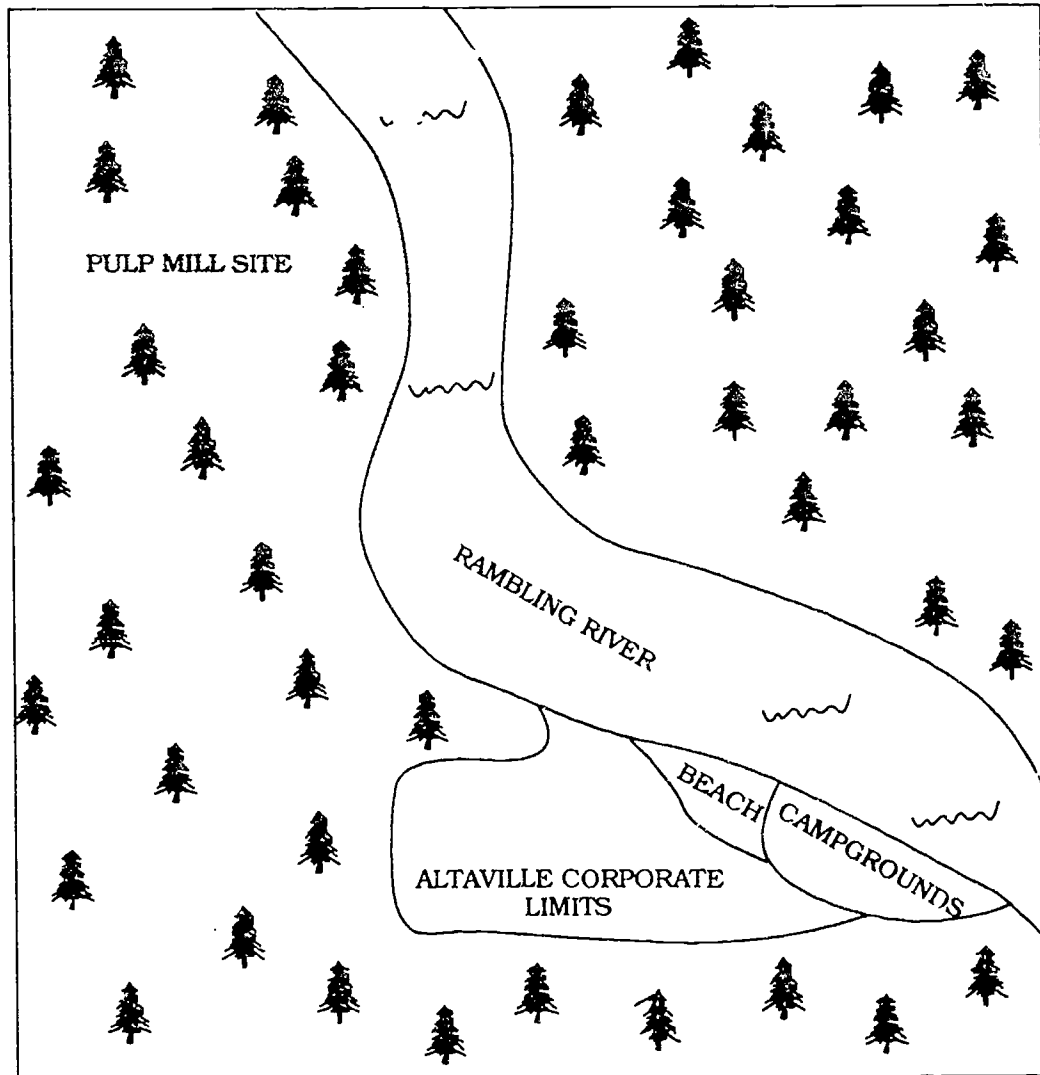 PULP MILL SITE
RAMBLING RIVER
BEACH
CAMPGROUNDS
ALTAVILLE CORPORATE
LIMITS